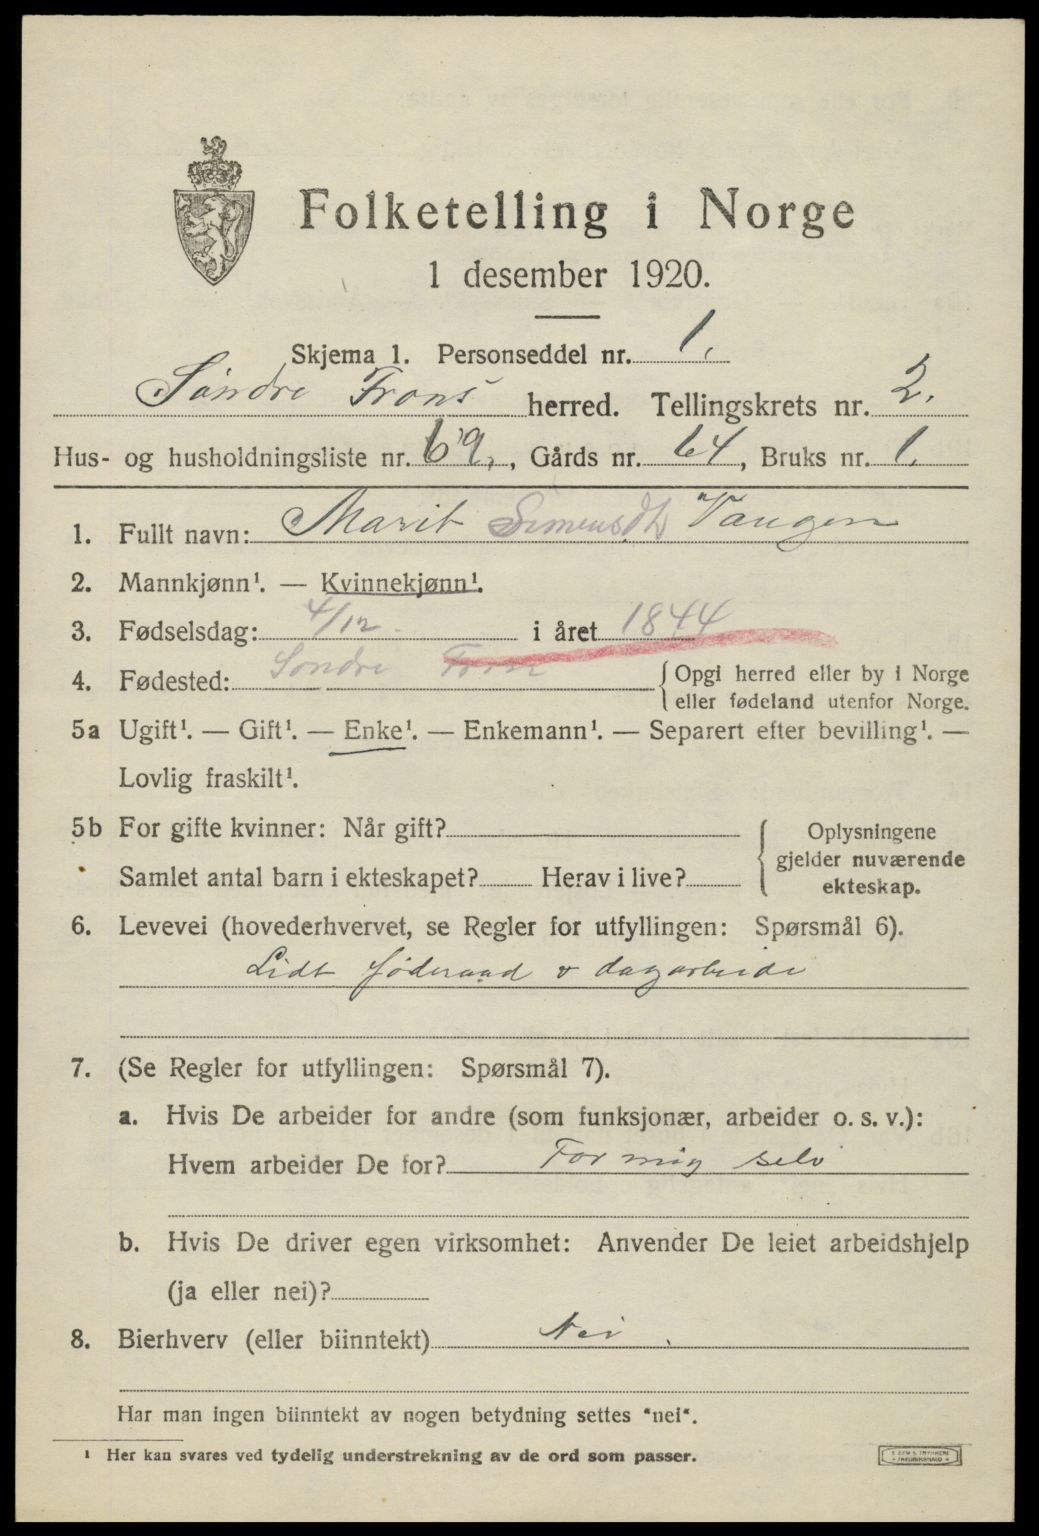 Folketelling i Norge
1 desember 1920.
Skjema 1. Personseddel nr. 1.
Søndre Frons herred. Tellingskrets nr. 2.
Hus- og husholdningsliste nr. 69., Gårds nr. 64, Bruks nr. 1.
1. Fullt navn: Marit Simensdt Vangen
2. Mannkjønn¹. — Kvinnekjønn¹.
3. Fødselsdag: 4/12. i året 1844
4. Fødested: Søndre Fron { Opgi herred eller by i Norge
eller fødeland utenfor Norge.
5a Ugift¹. — Gift¹. — Enke¹. — Enkemann¹. — Separert efter bevilling¹. —
Lovlig fraskilt¹.
5b For gifte kvinner: Når gift?
Samlet antal barn i ekteskapet? Herav i live?
{ Oplysningene
gjelder nuværende
ekteskap.
6. Levevei (hovederhvervet, se Regler for utfyllingen: Spørsmål 6).
Lidt føderaad v dagarbeide
7. (Se Regler for utfyllingen: Spørsmål 7).
a. Hvis De arbeider for andre (som funksjonær, arbeider o. s. v.):
Hvem arbeider De for? For mig selv
b. Hvis De driver egen virksomhet: Anvender De leiet arbeidshjelp
(ja eller nei)?
8. Bierhverv (eller biinntekt) Nei.
Har man ingen biinntekt av nogen betydning settes "nei".
¹ Her kan svares ved tydelig understrekning av de ord som passer.